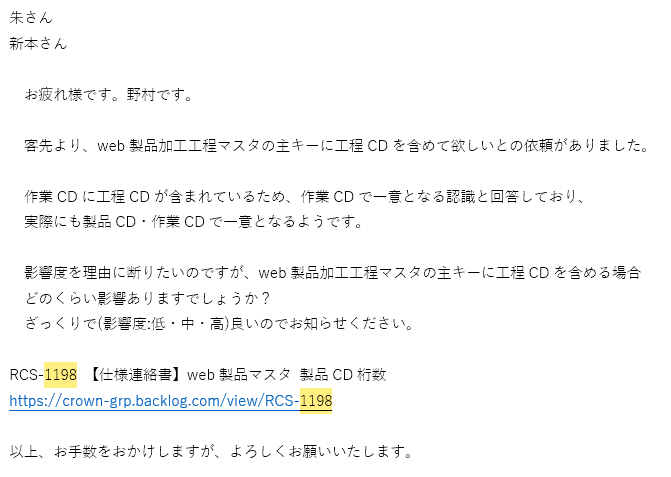 朱さん
新本さん
お疲れ様です。野村です。
客先より、web 製品加工工程マスタの主キーに工程 CD を含めて欲しいとの依頼がありました。
作業 CD に工程 CD が含まれているため、作業 CD で一意となる認識と回答しており、
実際にも製品 CD・作業 CD で一意となるようです。
影響度を理由に断りたいのですが、web 製品加工工程マスタの主キーに工程 CD を含める場合
どのくらい影響ありますでしょうか？
ざっくりで(影響度:低・中・高)良いのでお知らせください。
RCS-1198 【仕様連絡書】web 製品マスタ 製品 CD 桁数
https://crown-grp.backlog.com/view/RCS-1198
以上、お手数をおかけしますが、よろしくお願いいたします。